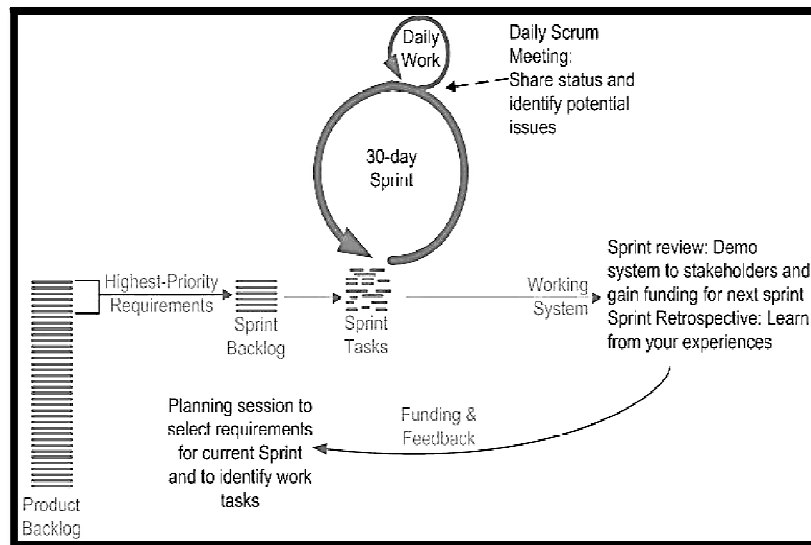 Daily
Work
Daily Scrum
Meeting:
Share status and
identify potential
issues
30-day
Sprint
Highest-Priority
Requirements
Sprint
Backlog
Sprint
Tasks
Working
System
Sprint review: Demo
system to stakeholders and
gain funding for next sprint
Sprint Retrospective: Learn
from your experiences
Planning session to
select requirements
for current Sprint
and to identify work
tasks
Funding &
Feedback
Product
Backlog